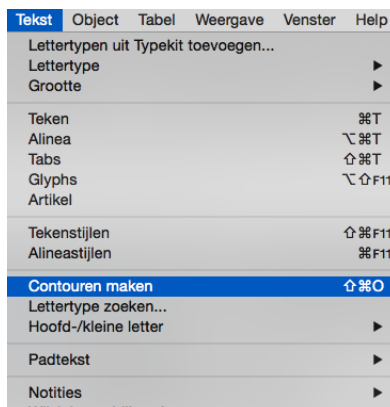 Tekst Object Tabel Weergave Venster Help
Lettertypen uit Typekit toevoegen...
Lettertype ▶
Grootte ▶
Teken ⌘T
Alinea ⌥⌘T
Tabs ⇧⌘T
Glyphs ⌥⇧F11
Artikel
Tekenstijlen ⇧⌘F11
Alineastijlen ⌘F11
Contouren maken ⇧⌘O
Lettertype zoeken...
Hoofd-/kleine letter ▶
Padtekst ▶
Notities ▶